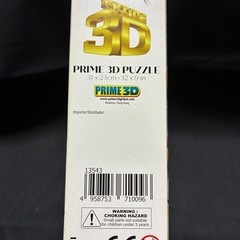 3D
PRIME 3D PUZZLE
31 x 23cm - 12 x 9 in
PRIME 3D
www.prime3dglobal.com
Importer/Distributor:
13543
4 958753 710096
WARNING:
CHOKING HAZARD
Small parts not suitable
for children under 3 years.